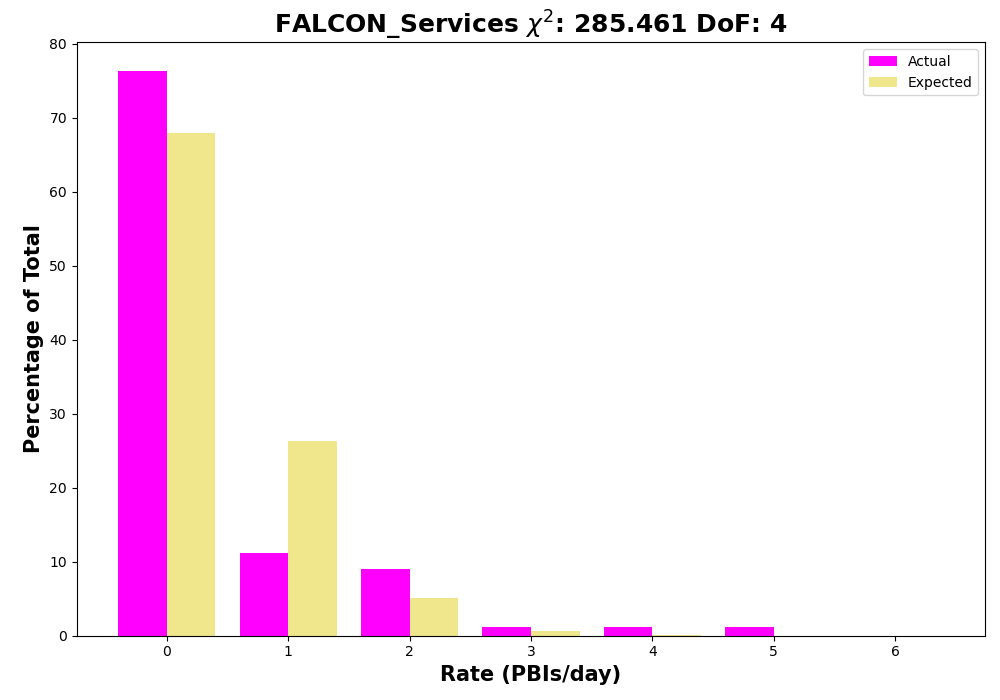 FALCON_Services χ²: 285.461 DoF: 4
Actual
Expected
Percentage of Total
80
70
60
50
40
30
20
10
0
0 1 2 3 4 5 6
Rate (PBIs/day)